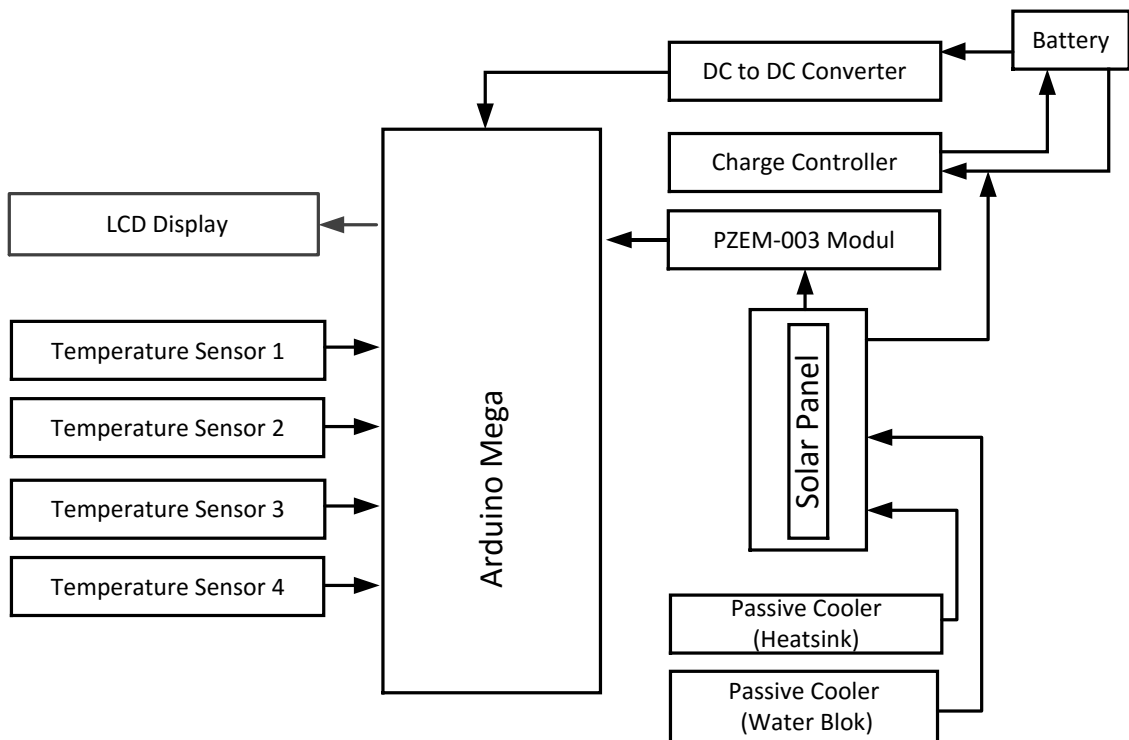 Battery
DC to DC Converter
Charge Controller
LCD Display
PZEM-003 Modul
Temperature Sensor 1
Temperature Sensor 2
Temperature Sensor 3
Temperature Sensor 4
Arduino Mega
Solar Panel
Passive Cooler
(Heatsink)
Passive Cooler
(Water Blok)